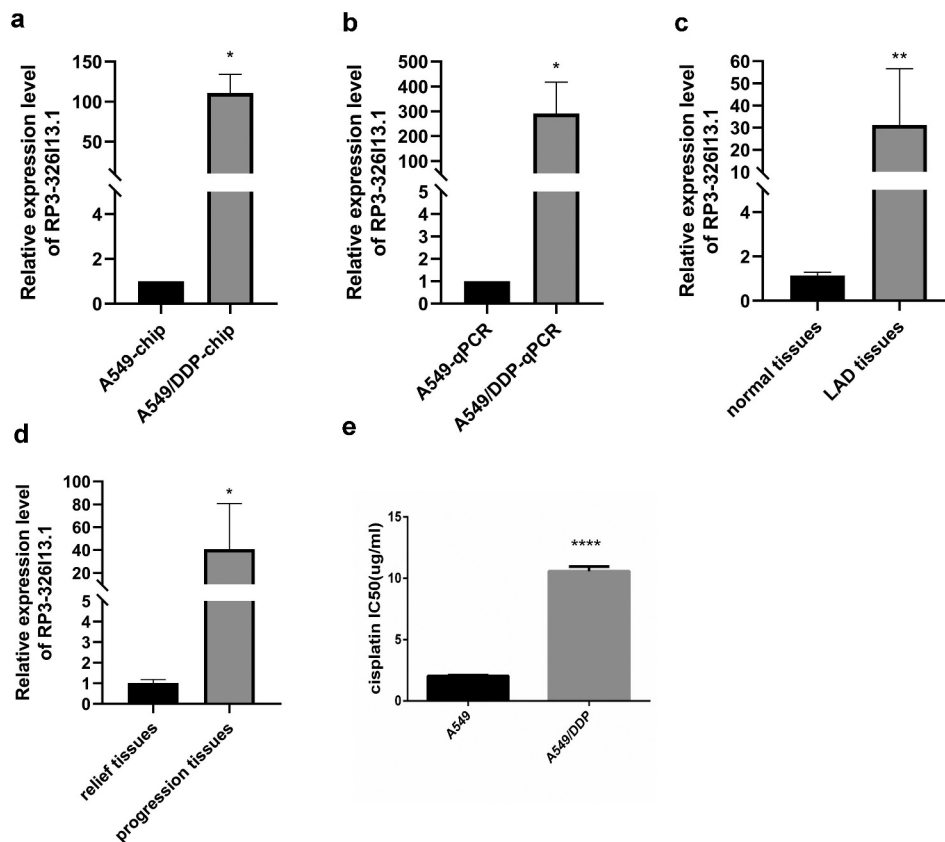 a
Relative expression level
of RP3-326I13.1
150
100
50
4
2
0
*
A549-chip
A549/DDP-chip
b
Relative expression level
of RP3-326I13.1
500
400
300
200
100
5
4
3
2
1
0
*
A549-qPCR
A549/DDP-qPCR
c
Relative expression level
of RP3-326I13.1
60
50
40
30
20
10
4
2
0
**
normal tissues
LAD tissues
d
Relative expression level
of RP3-326I13.1
100
80
60
40
20
5
4
3
2
1
0
*
relief tissues
progression tissues
e
cisplatin IC50(ug/ml)
15
10
5
0
****
A549
A549/DDP